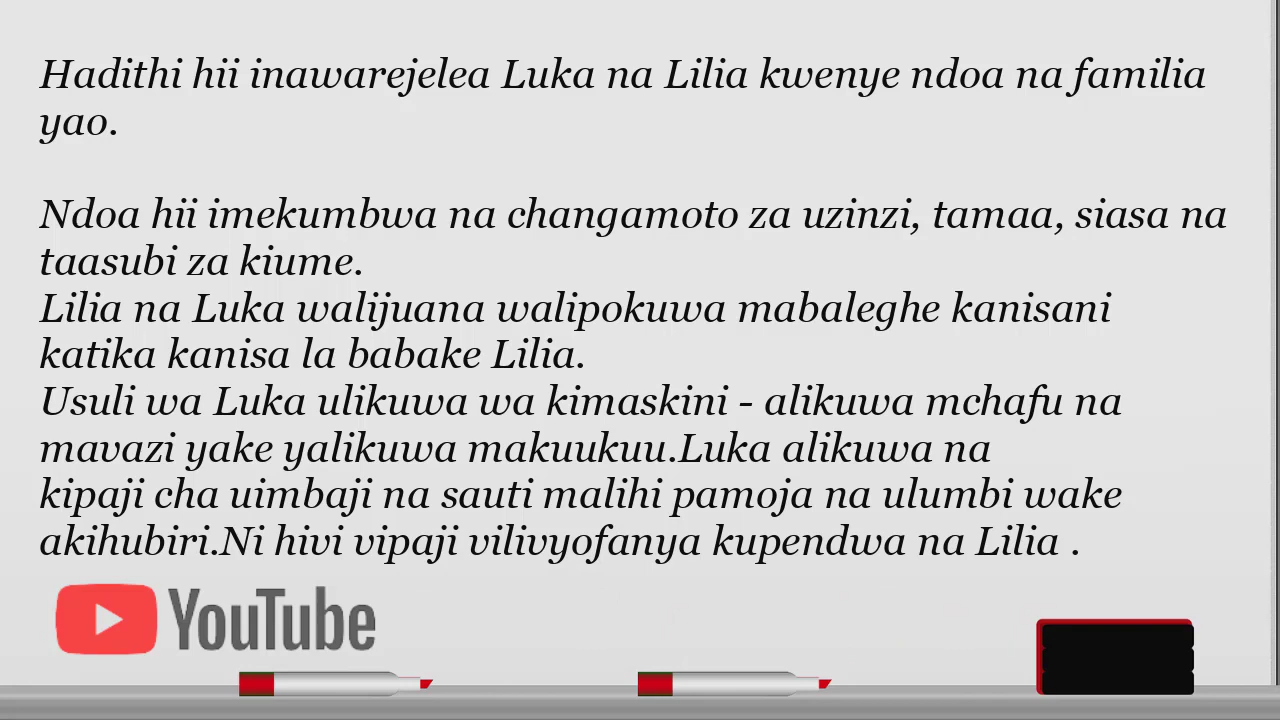 Hadithi hii inawarejelea Luka na Lilia kwenye ndoa na familia
yao.
Ndoa hii imekumbwa na changamoto za uzinzi, tamaa, siasa na
taasubi za kiume.
Lilia na Luka walijuana walipokuwa mabaleghe kanisani
katika kanisa la babake Lilia.
Usuli wa Luka ulikuwa wa kimaskini - alikuwa mchafu na
mavazi yake yalikuwa makuukuu.Luka alikuwa na
kipaji cha uimbaji na sauti malihi pamoja na ulumbi wake
akihubiri.Ni hivi vipaji vilivyofanya kupendwa na Lilia .
YouTube